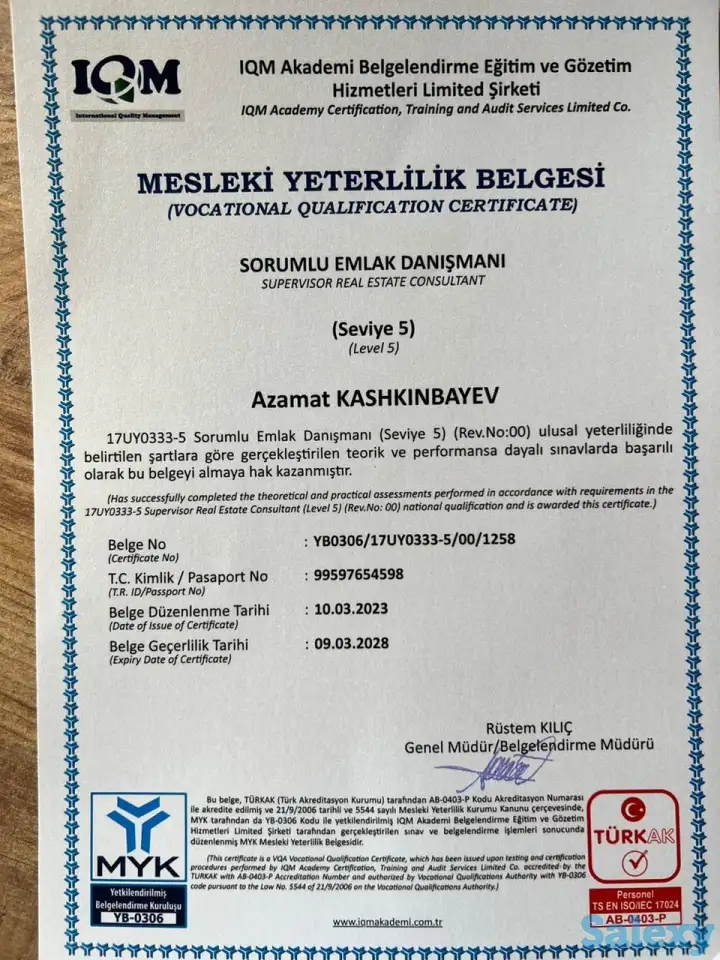 IQM
International Quality Management
IQM Akademi Belgelendirme Eğitim ve Gözetim
Hizmetleri Limited Şirketi
IQM Academy Certification, Training and Audit Services Limited Co.
MESLEKİ YETERLİLİK BELGESİ
(VOCATIONAL QUALIFICATION CERTIFICATE)
SORUMLU EMLAK DANIŞMANI
SUPERVISOR REAL ESTATE CONSULTANT
(Seviye 5)
(Level 5)
Azamat KASHKINBAYEV
17UY0333-5 Sorumlu Emlak Danışmanı (Seviye 5) (Rev.No:00) ulusal yeterliliğinde
belirtilen şartlara göre gerçekleştirilen teorik ve performansa dayalı sınavlarda başarılı
olarak bu belgeyi almaya hak kazanmıştır.
(Has successfully completed the theoretical and practical assessments performed in accordance with requirements in the
17UY0333-5 Supervisor Real Estate Consultant (Level 5) (Rev.No: 00) national qualification and is awarded this certificate.)
Belge No : YB0306/17UY0333-5/00/1258
(Certificate No)
T.C. Kimlik / Pasaport No : 99597654598
(T.R. ID/Passport No)
Belge Düzenlenme Tarihi : 10.03.2023
(Date of Issue of Certificate)
Belge Geçerlilik Tarihi : 09.03.2028
(Expiry Date of Certificate)
Rüstem KILIÇ
Genel Müdür/Belgelendirme Müdürü
Bu belge, TÜRKAK (Türk Akreditasyon Kurumu) tarafından AB-0403-P Kodu Akreditasyon Numarası
ile akredite edilmiş ve 21/9/2006 tarihli ve 5544 sayılı Mesleki Yeterlilik Kurumu Kanunu çerçevesinde,
MYK tarafından da YB-0306 Kodu ile yetkilendirilmiş IQM Akademi Belgelendirme Eğitim ve Gözetim
Hizmetleri Limited Şirketi tarafından gerçekleştirilen sınav ve belgelendirme işlemleri sonucunda
düzenlenmiş MYK Mesleki Yeterlilik Belgesidir.
(This certificate is a VQA Vocational Qualification Certificate, which has been issued upon testing and certification
procedures performed by IQM Academy Certification, Training and Audit Services Limited Co. accredited by the
TURKAK with AB-0403-P Accreditation Number and authorized by Vocational Qualifications Authority with YB-0306
code pursuant to the Law No. 5544 of 21/9/2006 on the Vocational Qualifications Authority.)
MYK
Yetkilendirilmiş
Belgelendirme Kuruluşu
YB-0306
TÜRKAK
Personel
TS EN ISO/IEC 17024
AB-0403-P
www.iqmakademi.com.tr
Salexy